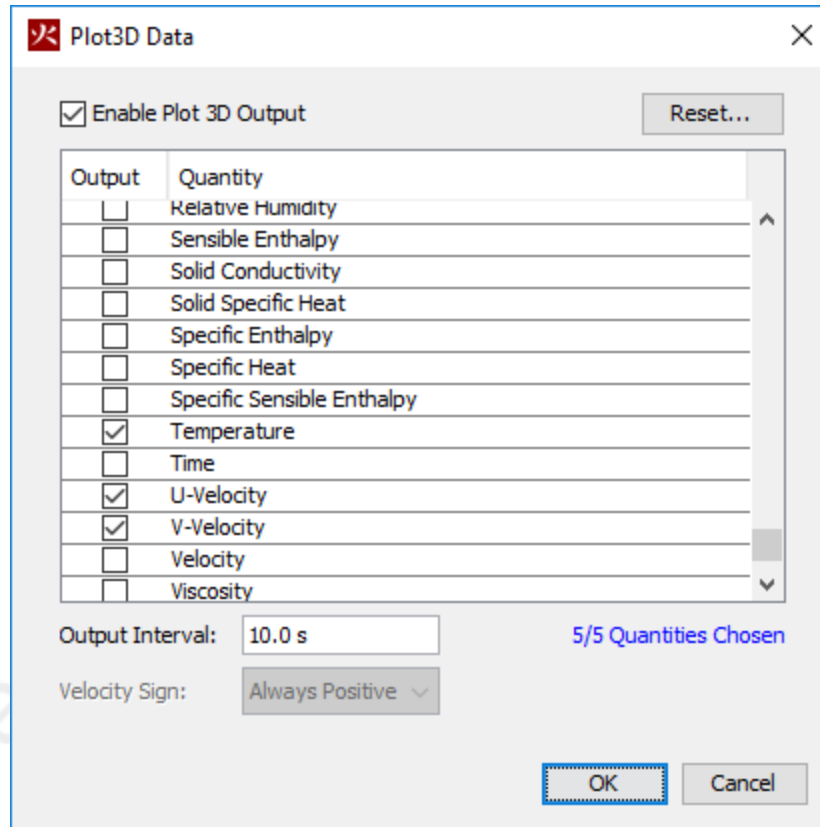 火 Plot3D Data
Enable Plot 3D Output
Reset...
Output Quantity
Relative Humidity
Sensible Enthalpy
Solid Conductivity
Solid Specific Heat
Specific Enthalpy
Specific Heat
Specific Sensible Enthalpy
Temperature
Time
U-Velocity
V-Velocity
Velocity
Viscosity
Output Interval: 10.0 s 5/5 Quantities Chosen
Velocity Sign: Always Positive
OK Cancel